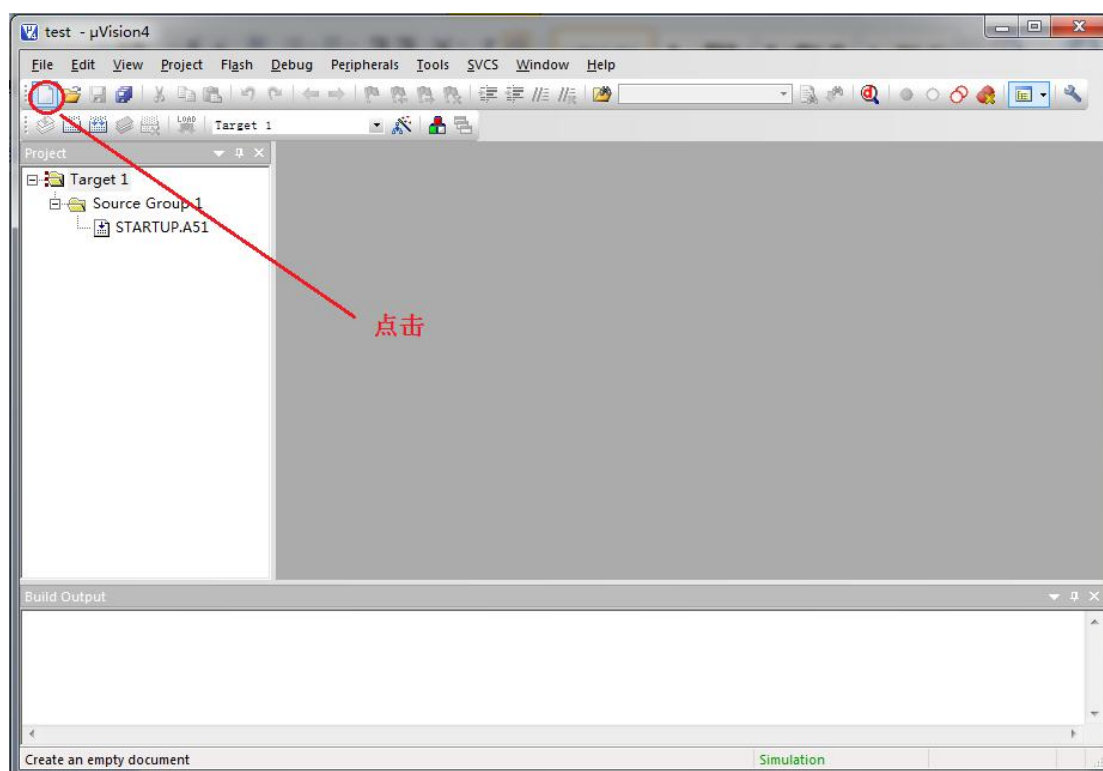 test - μVision4
File Edit View Project Flash Debug Peripherals Tools SVCS Window Help
LOAD
Target 1
Project
Target 1
Source Group 1
STARTUP.A51
点击
Build Output
Create an empty document Simulation